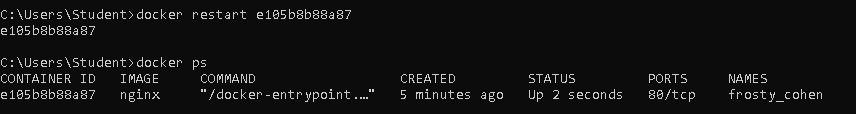 C:\Users\Student>docker restart e105b8b88a87
e105b8b88a87
C:\Users\Student>docker ps
CONTAINER ID   IMAGE     COMMAND                  CREATED         STATUS         PORTS     NAMES
e105b8b88a87   nginx     "/docker-entrypoint.…"   5 minutes ago   Up 2 seconds   80/tcp    frosty_cohen